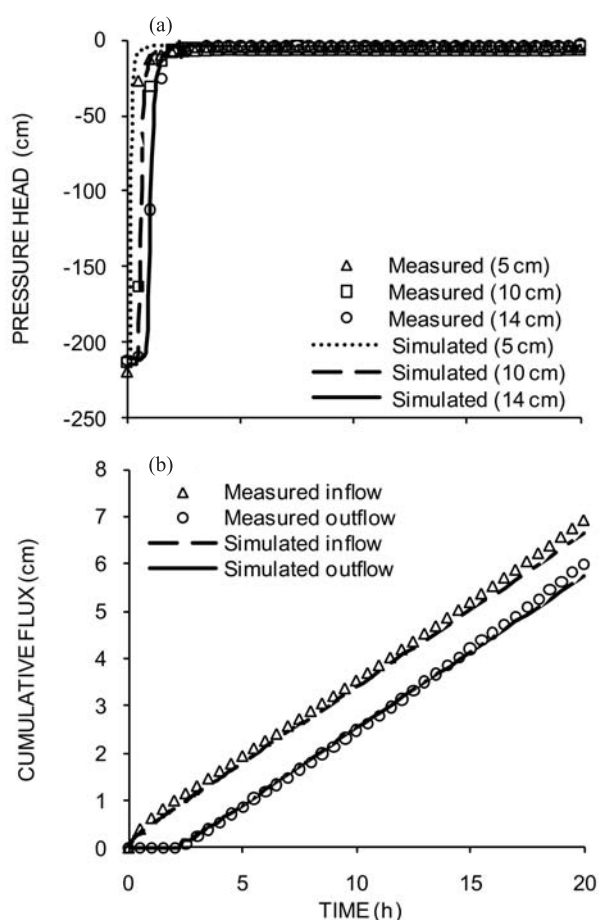 (a)
0
-50
-100
-150
-200
-250
PRESSURE HEAD (cm)
Measured (5 cm)
Measured (10 cm)
Measured (14 cm)
Simulated (5 cm)
Simulated (10 cm)
Simulated (14 cm)
(b)
8
7
6
5
4
3
2
1
0
CUMULATIVE FLUX (cm)
Measured inflow
Measured outflow
Simulated inflow
Simulated outflow
0 5 10 15 20
TIME (h)